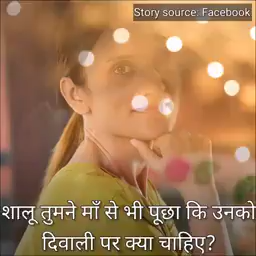 Story source: Facebook
शालू तुमने माँ से भी पूछा कि उनको
दिवाली पर क्या चाहिए?